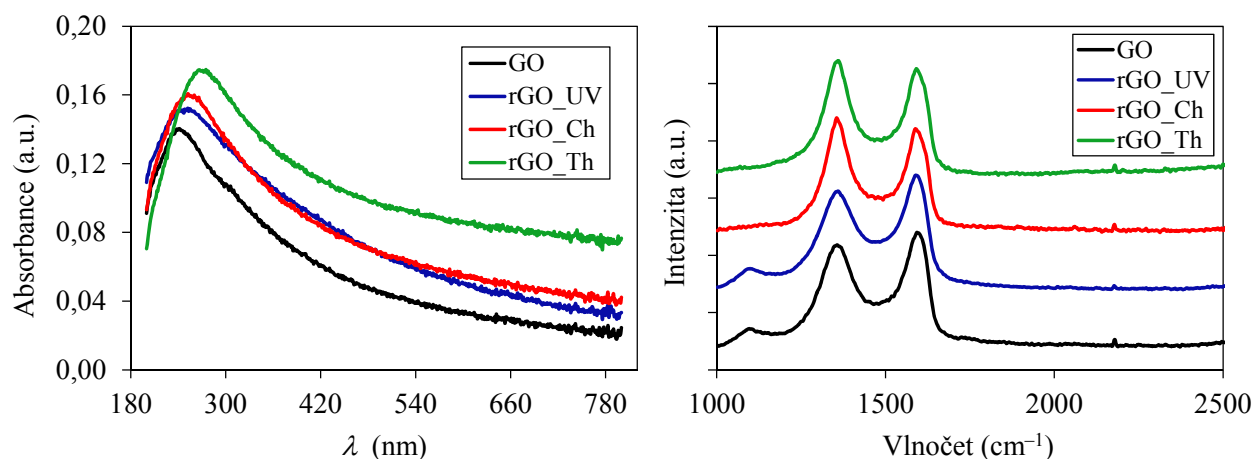 Absorbance (a.u.)
0,20
0,16
0,12
0,08
0,04
0,00
180 300 420 540 660 780
λ (nm)
GO
rGO_UV
rGO_Ch
rGO_Th
Intenzita (a.u.)
1000 1500 2000 2500
Vlnočet (cm⁻¹)
GO
rGO_UV
rGO_Ch
rGO_Th